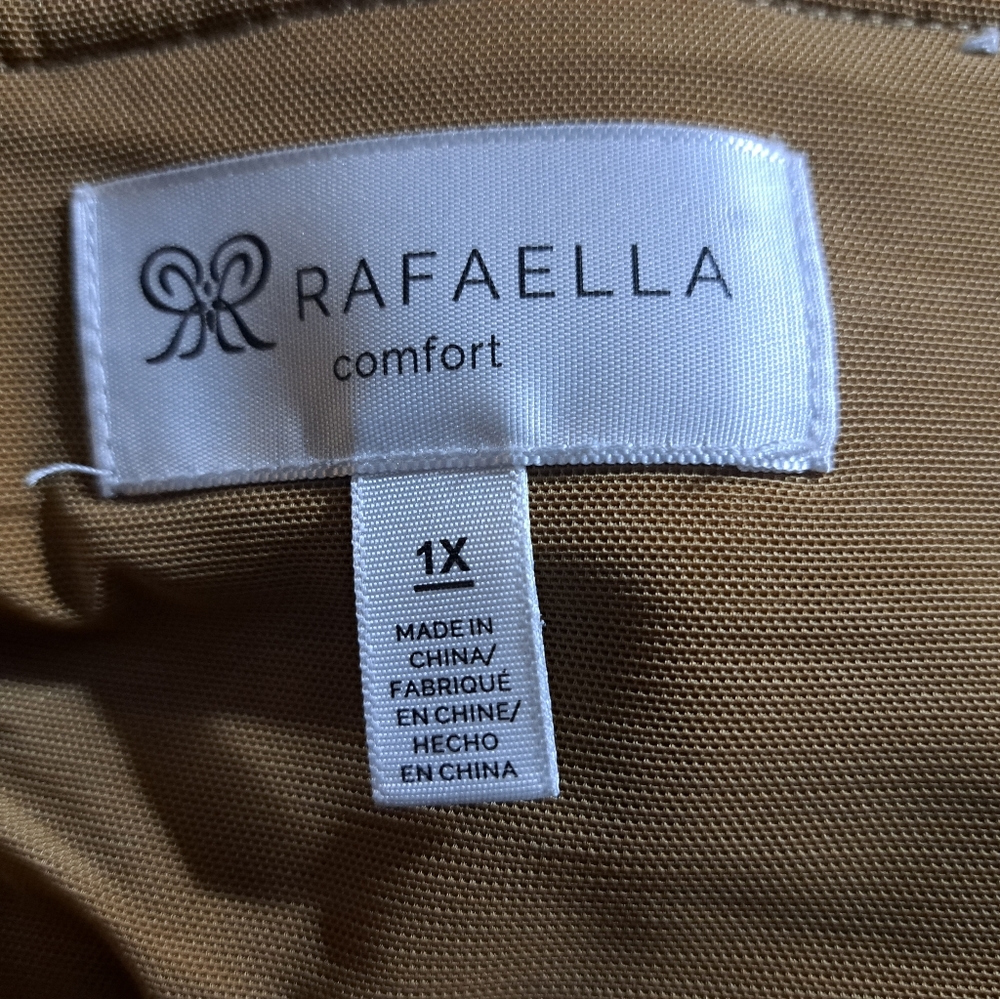 RAFAELLA
comfort
1X
MADE IN
CHINA/
FABRIQUÉ
EN CHINE/
HECHO
EN CHINA